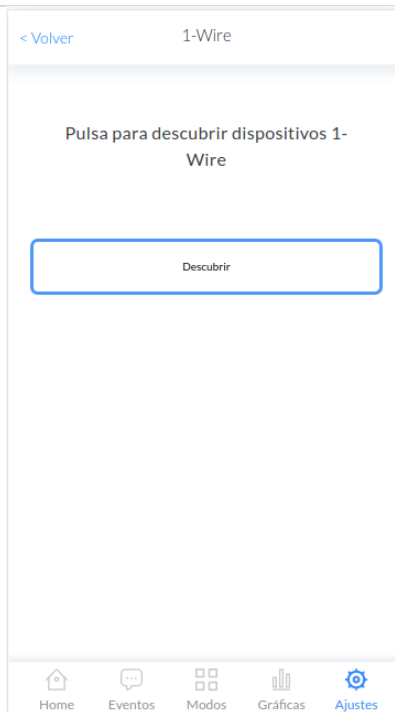 < Volver 1-Wire
Pulsa para descubrir dispositivos 1-
Wire
Descubrir
Home Eventos Modos Gráficas Ajustes